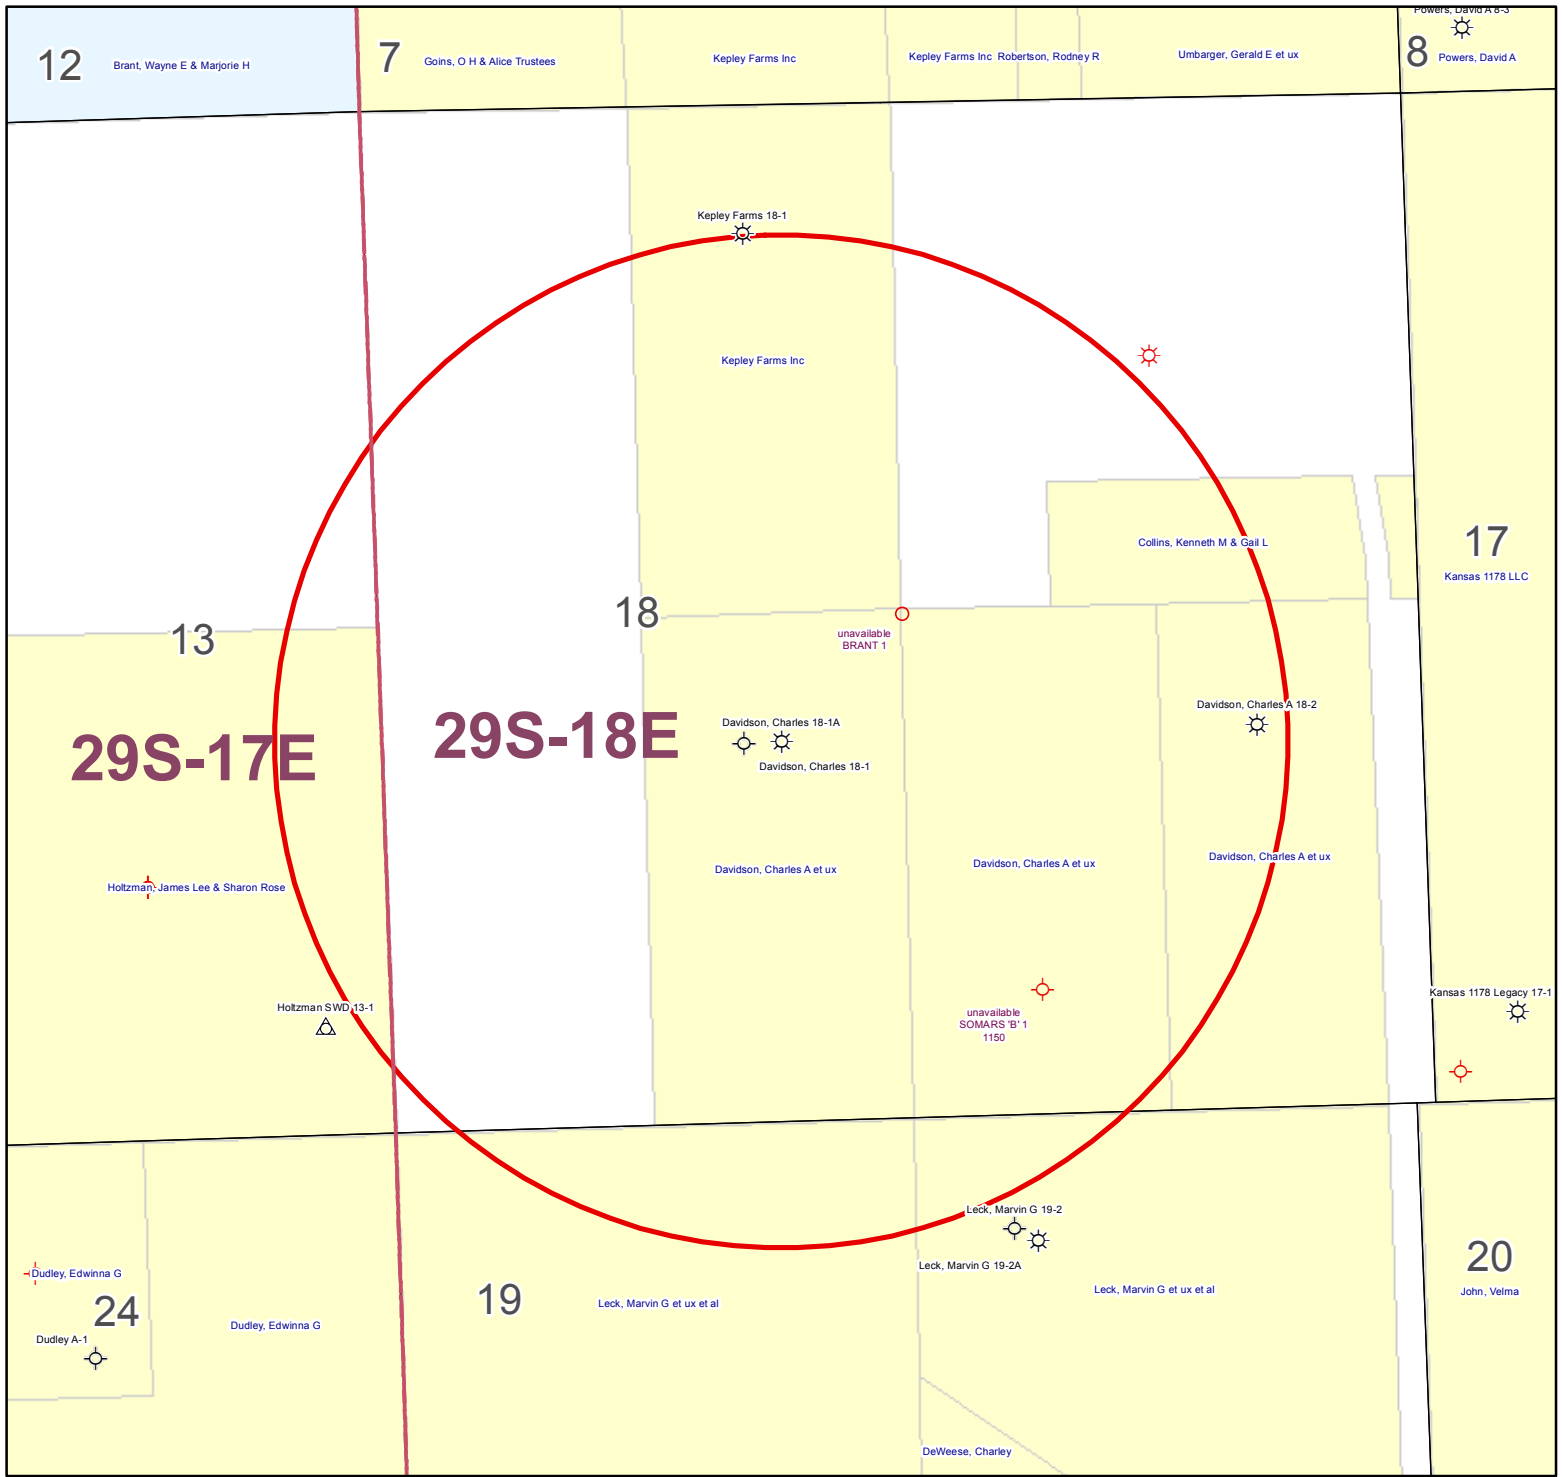 Powers, David A 8-3
12
Brant, Wayne E & Marjorie H
7
Goins, O H & Alice Trustees
Kepley Farms Inc
Kepley Farms Inc
Robertson, Rodney R
Umbarger, Gerald E et ux
8
Powers, David A
Kepley Farms 18-1
Kepley Farms Inc
Collins, Kenneth M & Gail L
17
Kansas 1178 LLC
18
13
unavailable
BRANT 1
29S-17E
29S-18E
Davidson, Charles 18-1A
Davidson, Charles 18-1
Davidson, Charles A 18-2
Davidson, Charles A et ux
Davidson, Charles A et ux
Davidson, Charles A et ux
Holtzman, James Lee & Sharon Rose
Holtzman SWD 13-1
unavailable
SOMARS 'B' 1
1150
Kansas 1178 Legacy 17-1
Leck, Marvin G 19-2
Leck, Marvin G 19-2A
Dudley, Edwinna G
24
Dudley A-1
Dudley, Edwinna G
19
Leck, Marvin G et ux et al
Leck, Marvin G et ux et al
20
John, Velma
DeWeese, Charley